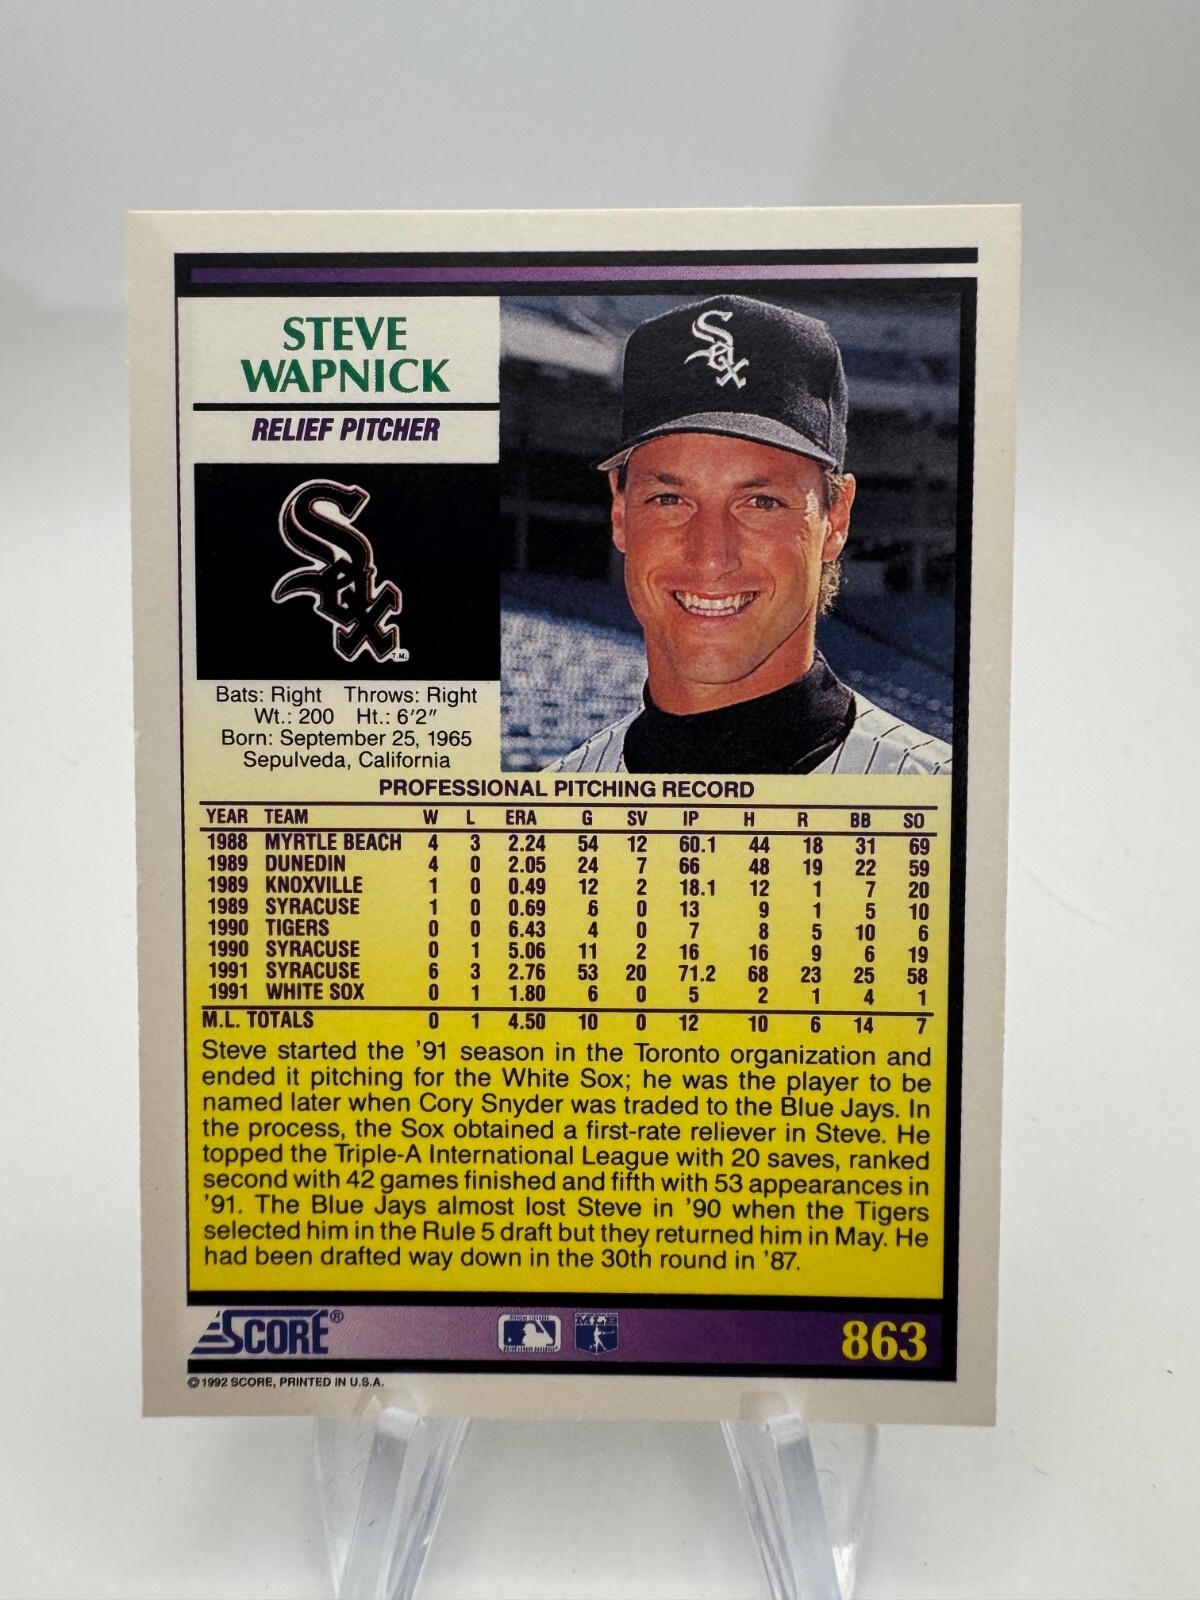 STEVE
WAPNICK
RELIEF PITCHER
Sox
Sox
T.M.
Bats: Right Throws: Right
Wt.: 200 Ht.: 6'2"
Born: September 25, 1965
Sepulveda, California
PROFESSIONAL PITCHING RECORD
YEAR TEAM W L ERA G SV IP H R BB SO
1988 MYRTLE BEACH 4 3 2.24 54 12 60.1 44 18 31 69
1989 DUNEDIN 4 0 2.05 24 7 66 48 19 22 59
1989 KNOXVILLE 1 0 0.49 12 2 18.1 12 1 7 20
1989 SYRACUSE 1 0 0.69 6 0 13 9 1 5 10
1990 TIGERS 0 0 6.43 4 0 7 8 5 10 6
1990 SYRACUSE 0 1 5.06 11 2 16 16 9 6 19
1991 SYRACUSE 6 3 2.76 53 20 71.2 68 23 25 58
1991 WHITE SOX 0 1 1.80 6 0 5 2 1 4 1
M.L. TOTALS 0 1 4.50 10 0 12 10 6 14 7
Steve started the '91 season in the Toronto organization and
ended it pitching for the White Sox; he was the player to be
named later when Cory Snyder was traded to the Blue Jays. In
the process, the Sox obtained a first-rate reliever in Steve. He
topped the Triple-A International League with 20 saves, ranked
second with 42 games finished and fifth with 53 appearances in
'91. The Blue Jays almost lost Steve in '90 when the Tigers
selected him in the Rule 5 draft but they returned him in May. He
had been drafted way down in the 30th round in '87.
SCORE® MLB 863
© 1992 SCORE, PRINTED IN U.S.A.